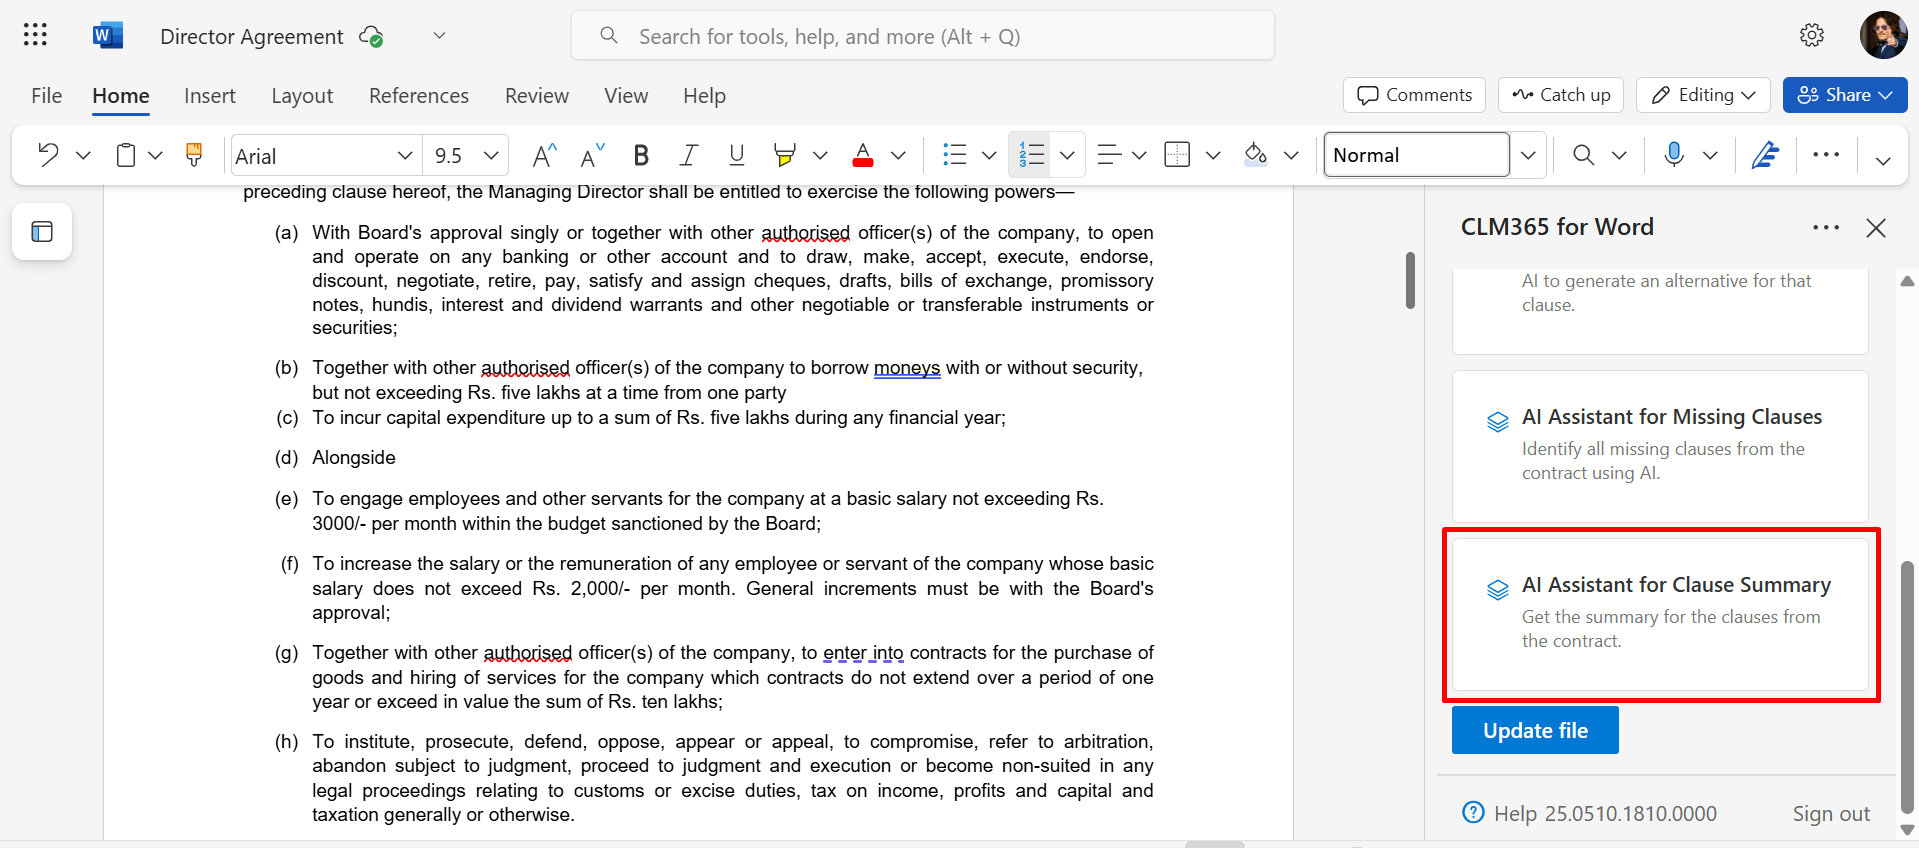 Director Agreement
Search for tools, help, and more (Alt + Q)
File Home Insert Layout References Review View Help
Comments Catch up Editing Share
Arial 9.5 Normal
preceding clause hereof, the Managing Director shall be entitled to exercise the following powers—
(a) With Board's approval singly or together with other authorised officer(s) of the company, to open
and operate on any banking or other account and to draw, make, accept, execute, endorse,
discount, negotiate, retire, pay, satisfy and assign cheques, drafts, bills of exchange, promissory
notes, hundis, interest and dividend warrants and other negotiable or transferable instruments or
securities;
(b) Together with other authorised officer(s) of the company to borrow moneys with or without security,
but not exceeding Rs. five lakhs at a time from one party
(c) To incur capital expenditure up to a sum of Rs. five lakhs during any financial year;
(d) Alongside
(e) To engage employees and other servants for the company at a basic salary not exceeding Rs.
3000/- per month within the budget sanctioned by the Board;
(f) To increase the salary or the remuneration of any employee or servant of the company whose basic
salary does not exceed Rs. 2,000/- per month. General increments must be with the Board's
approval;
(g) Together with other authorised officer(s) of the company, to enter into contracts for the purchase of
goods and hiring of services for the company which contracts do not extend over a period of one
year or exceed in value the sum of Rs. ten lakhs;
(h) To institute, prosecute, defend, oppose, appear or appeal, to compromise, refer to arbitration,
abandon subject to judgment, proceed to judgment and execution or become non-suited in any
legal proceedings relating to customs or excise duties, tax on income, profits and capital and
taxation generally or otherwise.
CLM365 for Word
AI to generate an alternative for that
clause.
AI Assistant for Missing Clauses
Identify all missing clauses from the
contract using AI.
AI Assistant for Clause Summary
Get the summary for the clauses from
the contract.
Update file
Help 25.0510.1810.0000 Sign out